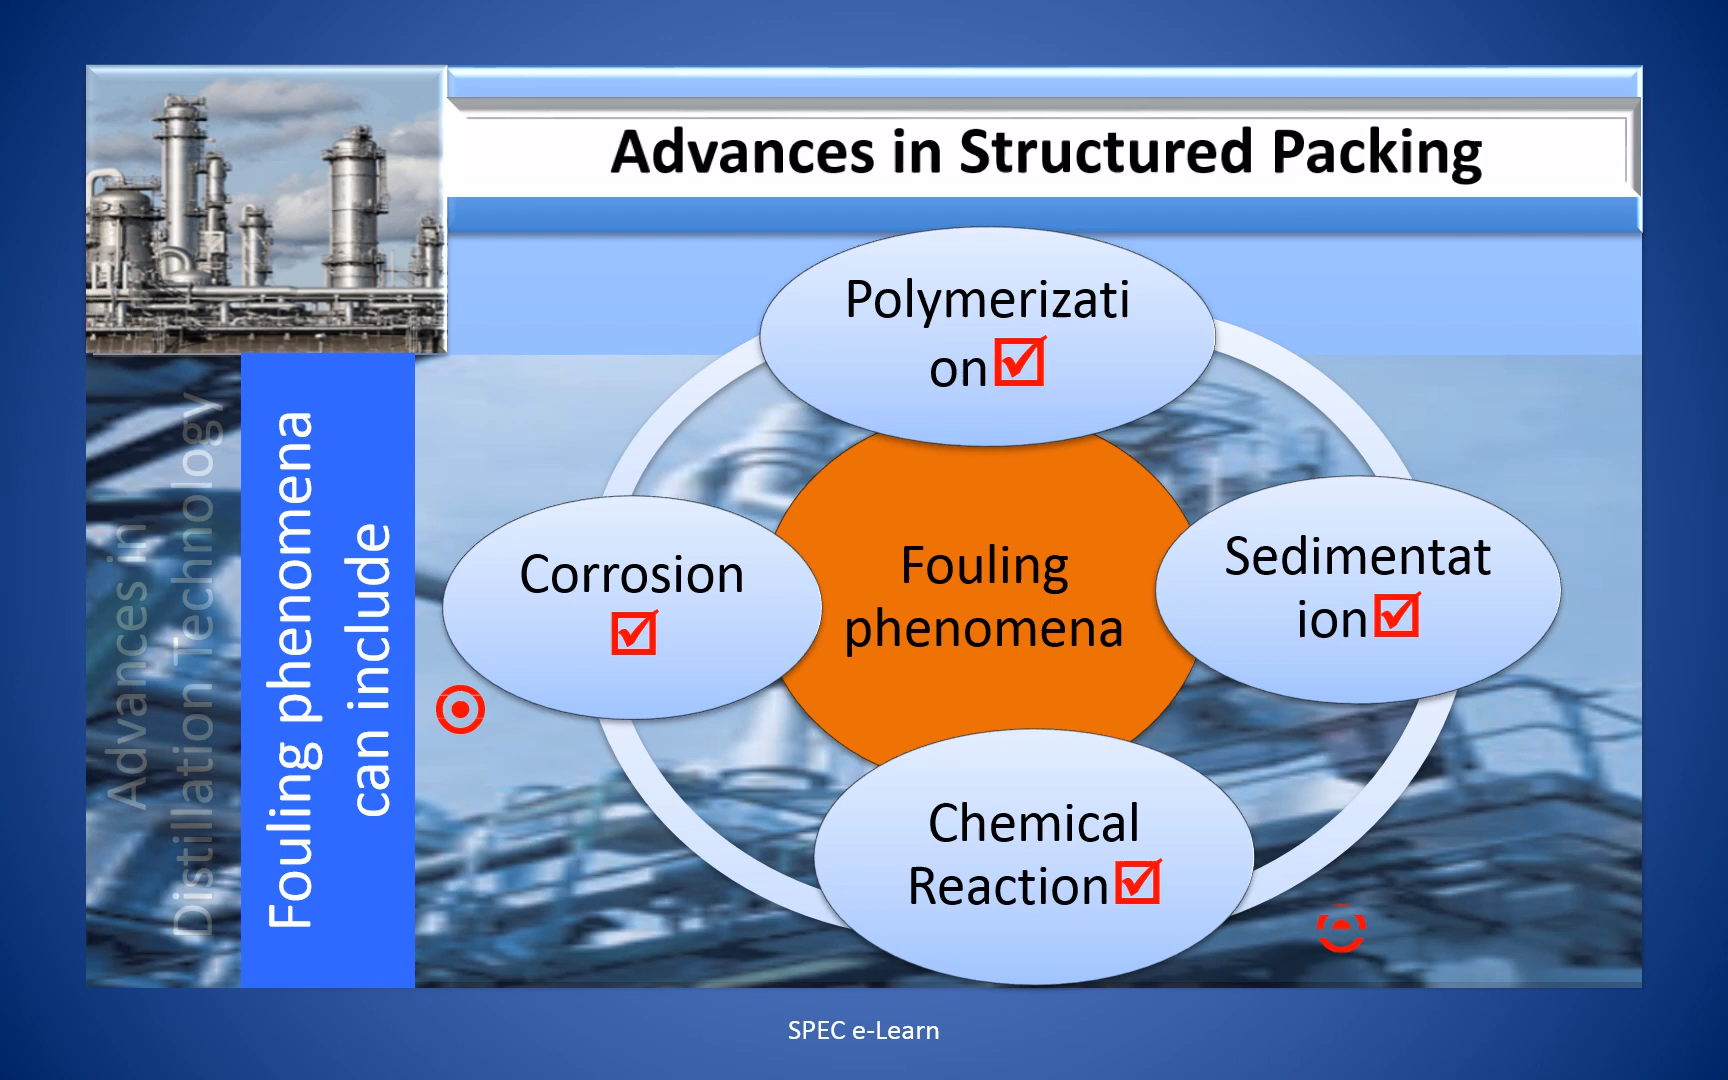 Advances in Structured Packing
Advances in
Distillation Technology
Fouling phenomena
can include
Polymerizati
on☑
Corrosion
☑
Fouling
phenomena
Sedimentat
ion☑
Chemical
Reaction☑
SPEC e-Learn